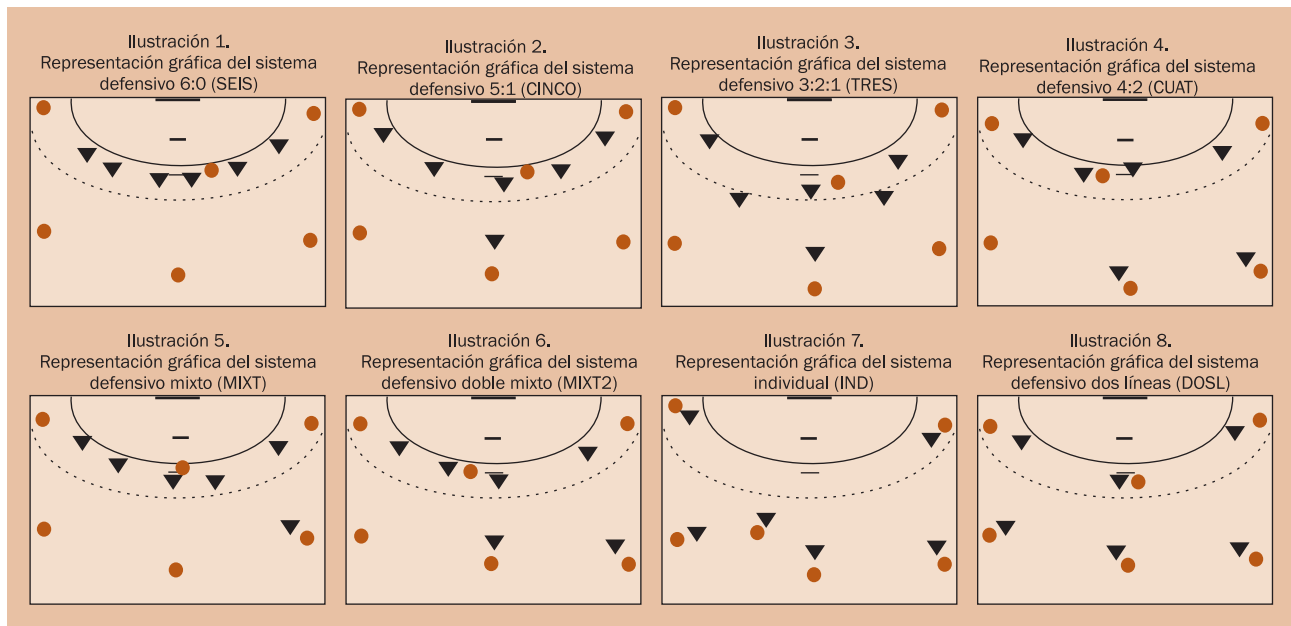 Ilustración 1.
Representación gráfica del sistema
defensivo 6:0 (SEIS)
Ilustración 2.
Representación gráfica del sistema
defensivo 5:1 (CINCO)
Ilustración 3.
Representación gráfica del sistema
defensivo 3:2:1 (TRES)
Ilustración 4.
Representación gráfica del sistema
defensivo 4:2 (CUAT)
Ilustración 5.
Representación gráfica del sistema
defensivo mixto (MIXT)
Ilustración 6.
Representación gráfica del sistema
defensivo doble mixto (MIXT2)
Ilustración 7.
Representación gráfica del sistema
individual (IND)
Ilustración 8.
Representación gráfica del sistema
defensivo dos líneas (DOSL)